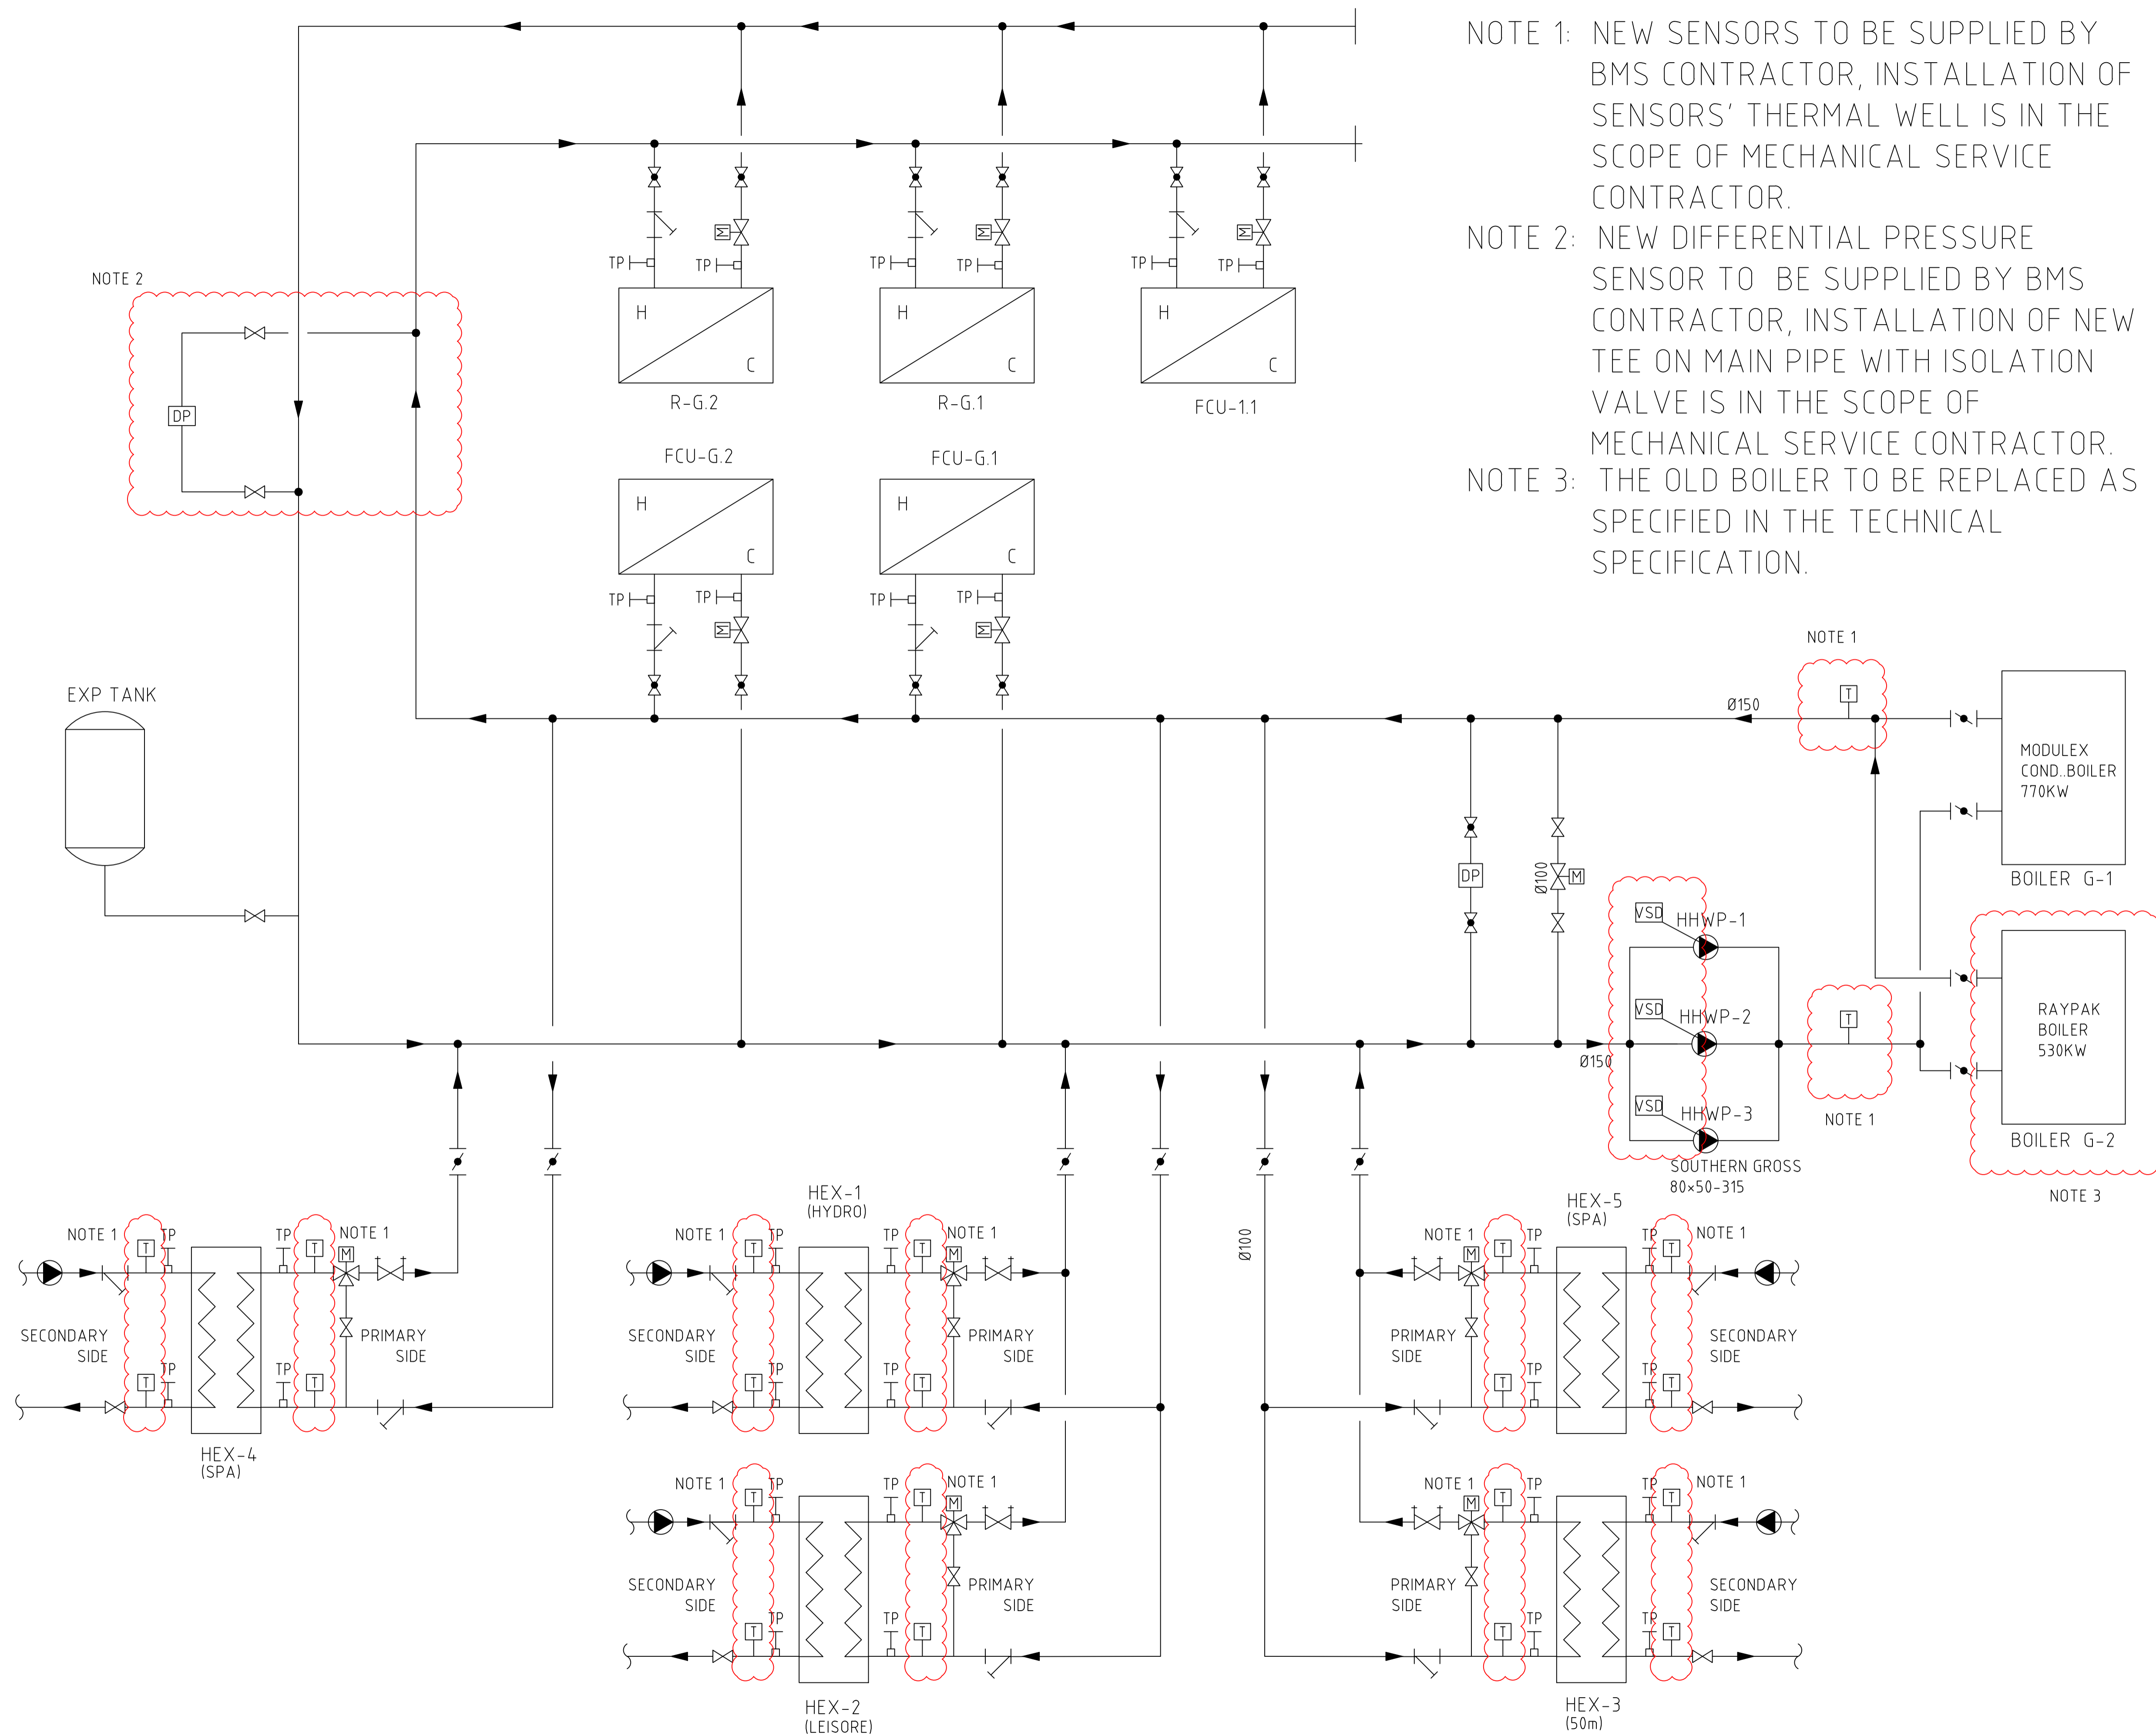 NOTE 1: NEW SENSORS TO BE SUPPLIED BY
BMS CONTRACTOR, INSTALLATION OF
SENSORS' THERMAL WELL IS IN THE
SCOPE OF MECHANICAL SERVICE
CONTRACTOR.
NOTE 2: NEW DIFFERENTIAL PRESSURE
SENSOR TO BE SUPPLIED BY BMS
CONTRACTOR, INSTALLATION OF NEW
TEE ON MAIN PIPE WITH ISOLATION
VALVE IS IN THE SCOPE OF
MECHANICAL SERVICE CONTRACTOR.
NOTE 3: THE OLD BOILER TO BE REPLACED AS
SPECIFIED IN THE TECHNICAL
SPECIFICATION.
NOTE 2
DP
M
M
M
TP
TP
TP
TP
TP
TP
H
C
H
C
H
C
R-G.2
R-G.1
FCU-1.1
FCU-G.2
FCU-G.1
H
C
H
C
TP
TP
TP
TP
M
M
EXP TANK
NOTE 1
T
Ø150
MODULEX
COND..BOILER
770KW
BOILER G-1
DP
Ø100
M
VSD
HHWP-1
VSD
HHWP-2
VSD
HHWP-3
Ø150
SOUTHERN GROSS
80×50-315
T
NOTE 1
RAYPAK
BOILER
530KW
BOILER G-2
NOTE 3
NOTE 1
T
TP
TP
T
NOTE 1
M
SECONDARY
SIDE
PRIMARY
SIDE
T
TP
TP
T
HEX-4
(SPA)
HEX-1
(HYDRO)
NOTE 1
T
TP
TP
T
NOTE 1
M
SECONDARY
SIDE
PRIMARY
SIDE
T
TP
TP
T
NOTE 1
T
TP
TP
T
NOTE 1
M
SECONDARY
SIDE
PRIMARY
SIDE
T
TP
TP
T
HEX-2
(LEISORE)
Ø100
HEX-5
(SPA)
NOTE 1
M
T
TP
TP
T
NOTE 1
PRIMARY
SIDE
SECONDARY
SIDE
T
TP
TP
T
NOTE 1
M
T
TP
TP
T
NOTE 1
PRIMARY
SIDE
SECONDARY
SIDE
T
TP
TP
T
HEX-3
(50m)